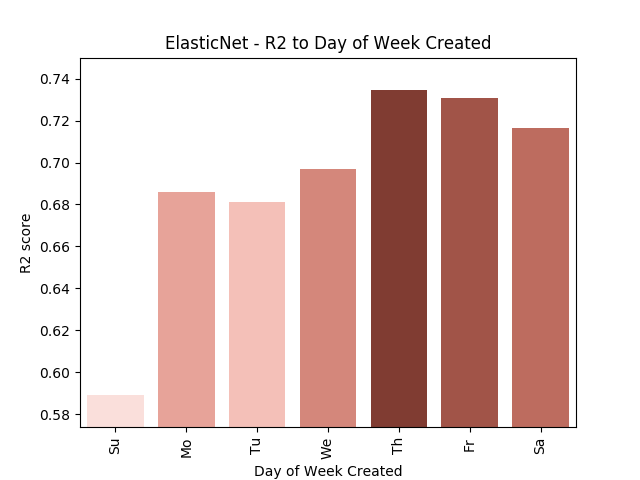 ElasticNet - R2 to Day of Week Created
0.74
0.72
0.70
0.68
0.66
0.64
0.62
0.60
0.58
R2 score
Su
Mo
Tu
We
Th
Fr
Sa
Day of Week Created